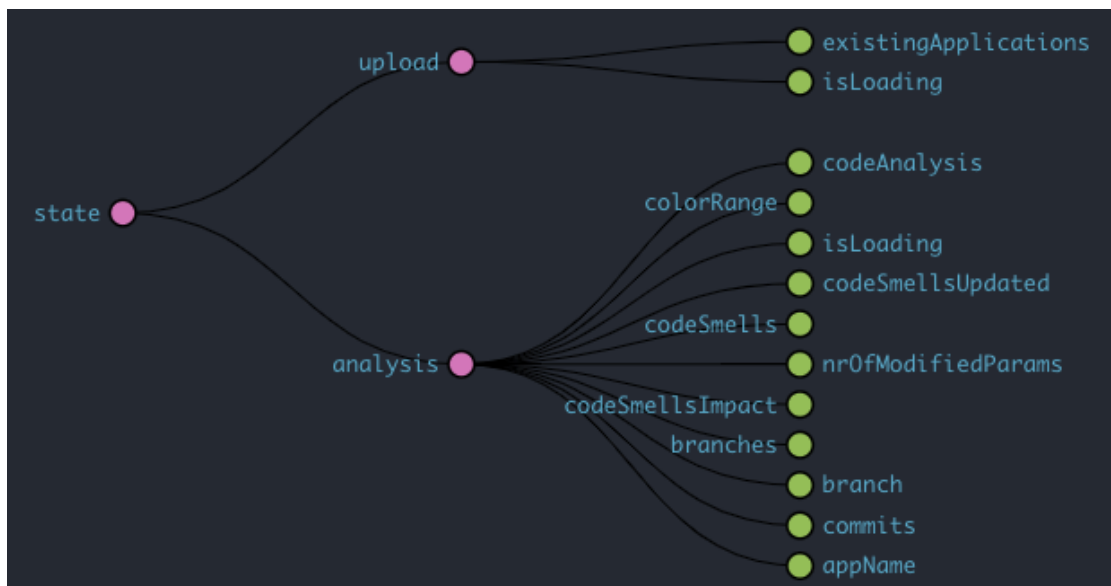 existingApplications
upload
isLoading
codeAnalysis
colorRange
state
isLoading
codeSmellsUpdated
codeSmells
analysis
nrOfModifiedParams
codeSmellsImpact
branches
branch
commits
appName